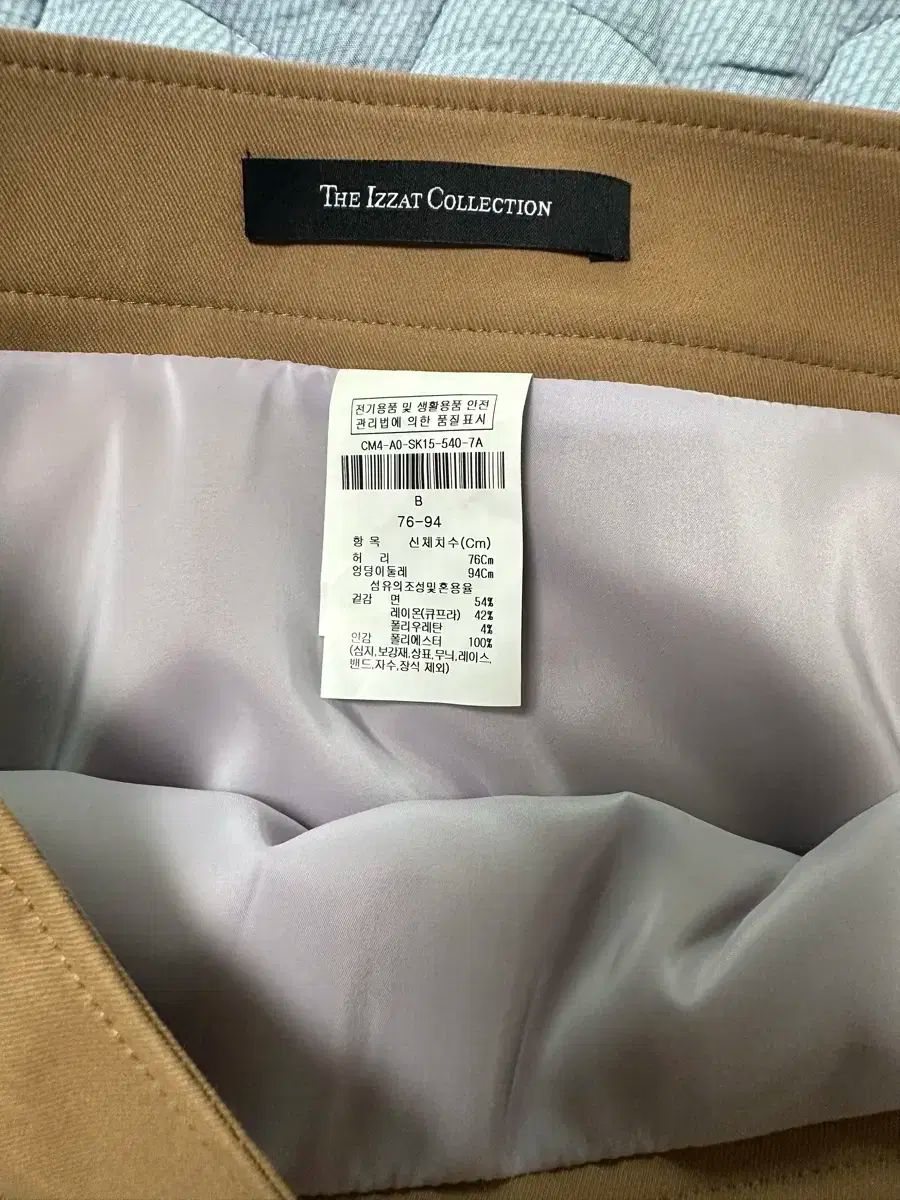 THE IZZAT COLLECTION
전기용품 및 생활용품 안전
관리법에 의한 품질표시
CM4-A0-SK15-540-7A
B
76-94
항 목 신체치수(Cm)
허 리 76Cm
엉덩이둘레 94Cm
섬유의조성및혼용율
겉감 면 54%
레이온(큐프라) 42%
폴리우레탄 4%
안감 폴리에스터 100%
(심지,보강재,상표,무늬,레이스,
밴드,자수,장식 제외)